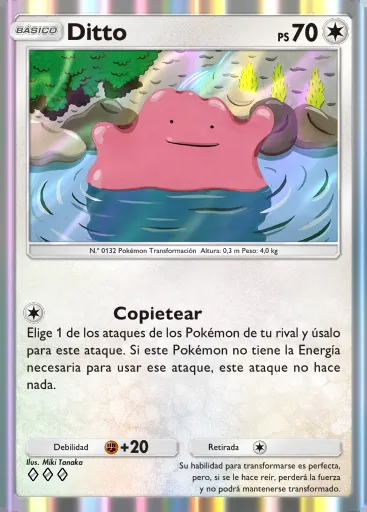 BÁSICO Ditto PS 70
N.º 0132 Pokémon Transformación Altura: 0,3 m Peso: 4,0 kg
Copietear
Elige 1 de los ataques de los Pokémon de tu rival y úsalo
para este ataque. Si este Pokémon no tiene la Energía
necesaria para usar ese ataque, este ataque no hace
nada.
Debilidad +20 Retirada
Ilus. Miki Tanaka
Su habilidad para transformarse es perfecta,
pero, si se le hace reír, perderá la fuerza
y no podrá mantenerse transformado.